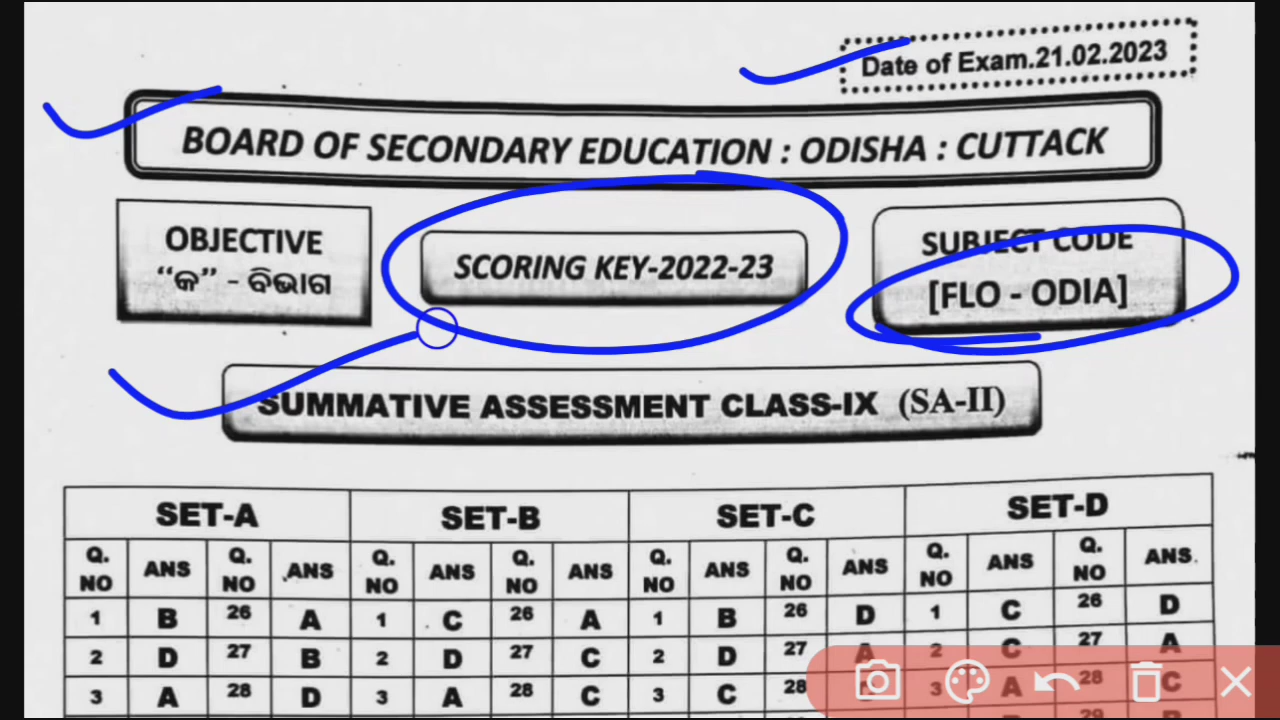 Date of Exam.21.02.2023
BOARD OF SECONDARY EDUCATION : ODISHA : CUTTACK
OBJECTIVE
“କ” - ବିଭାଗ
SCORING KEY-2022-23
SUBJECT CODE
[FLO - ODIA]
SUMMATIVE ASSESSMENT CLASS-IX (SA-II)
SET-A SET-B SET-C SET-D
Q. NO ANS Q. NO ANS Q. NO ANS Q. NO ANS Q. NO ANS Q. NO ANS Q. NO ANS Q. NO ANS
1 B 26 A 1 C 26 A 1 B 26 D 1 C 26 D
2 D 27 B 2 D 27 C 2 D 27 A 2 C 27 A
3 A 28 D 3 A 28 C 3 C 28 3 A 28 C